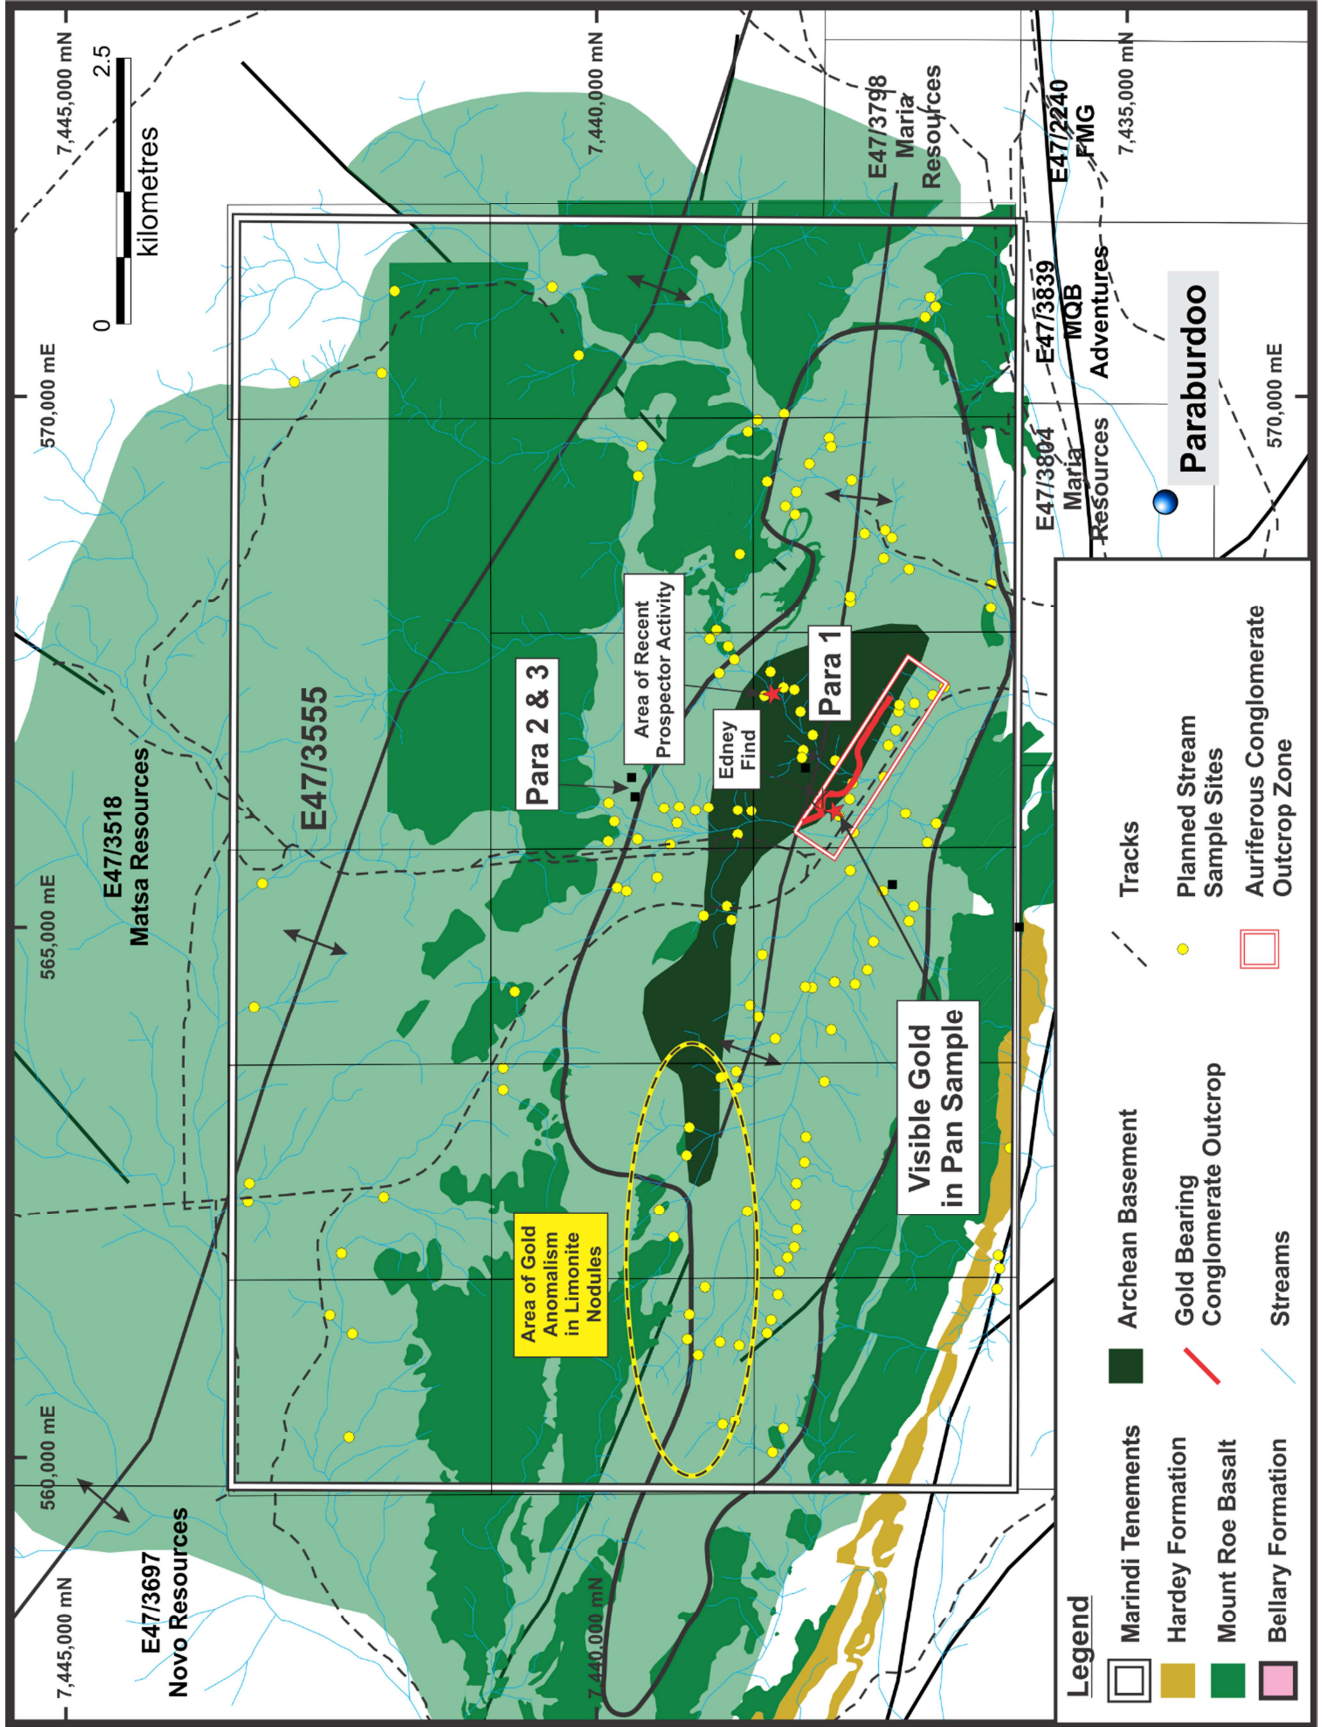 560,000 mE
565,000 mE
570,000 mE
7,445,000 mN
7,445,000 mN
0
2.5
kilometres
E47/3697
Novo Resources
E47/3518
Matsa Resources
E47/3555
Para 2 & 3
Area of Recent
Prospector Activity
Area of Gold
Anomalism
in Limonite
Nodules
7,440,000 mN
7,440,000 mN
Edney
Find
Para 1
Visible Gold
in Pan Sample
E47/3798
Maria
Resources
E47/2240
FMG
E47/3839
MQB
Adventures
E47/3804
Maria
Resources
7,435,000 mN
Paraburdoo
570,000 mE
Legend
Marindi Tenements
Hardey Formation
Mount Roe Basalt
Bellary Formation
Archean Basement
Gold Bearing
Conglomerate Outcrop
Streams
Tracks
Planned Stream
Sample Sites
Auriferous Conglomerate
Outcrop Zone